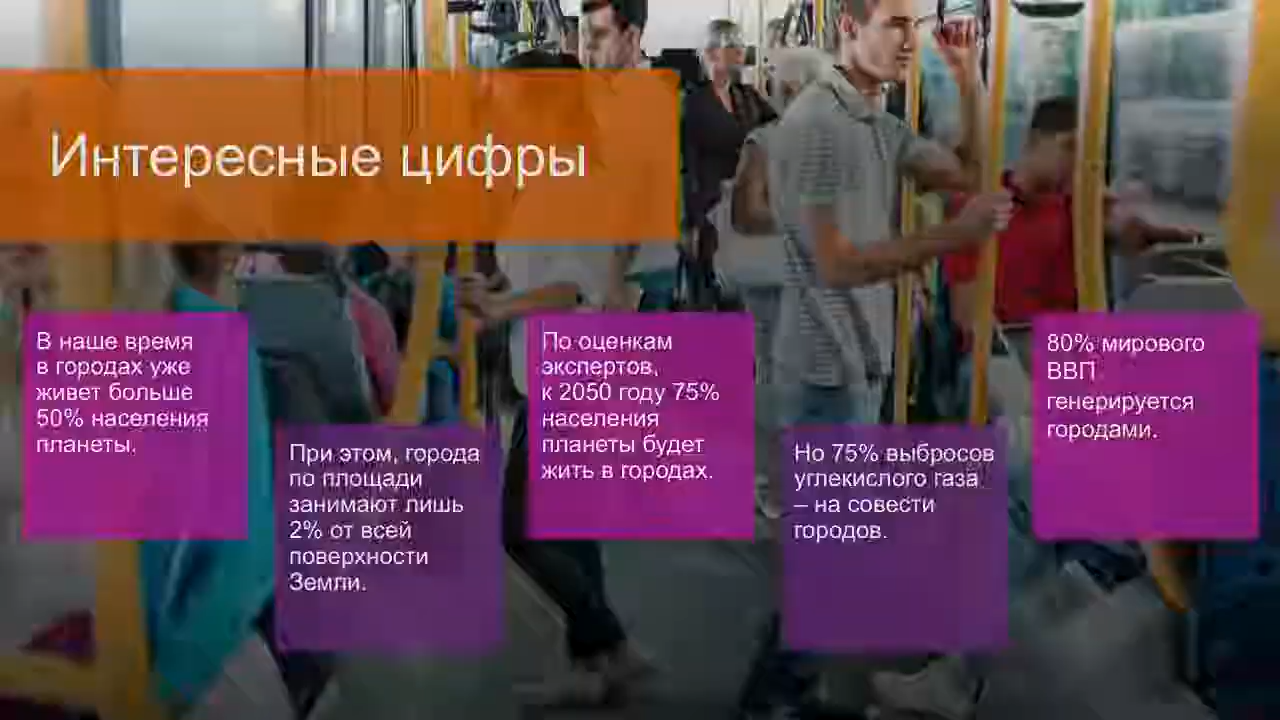 Интересные цифры
В наше время
в городах уже
живет больше
50% населения
планеты.
При этом, города
по площади
занимают лишь
2% от всей
поверхности
Земли.
По оценкам
экспертов,
к 2050 году 75%
населения
планеты будет
жить в городах.
Но 75% выбросов
углекислого газа
– на совести
городов.
80% мирового
ВВП
генерируется
городами.